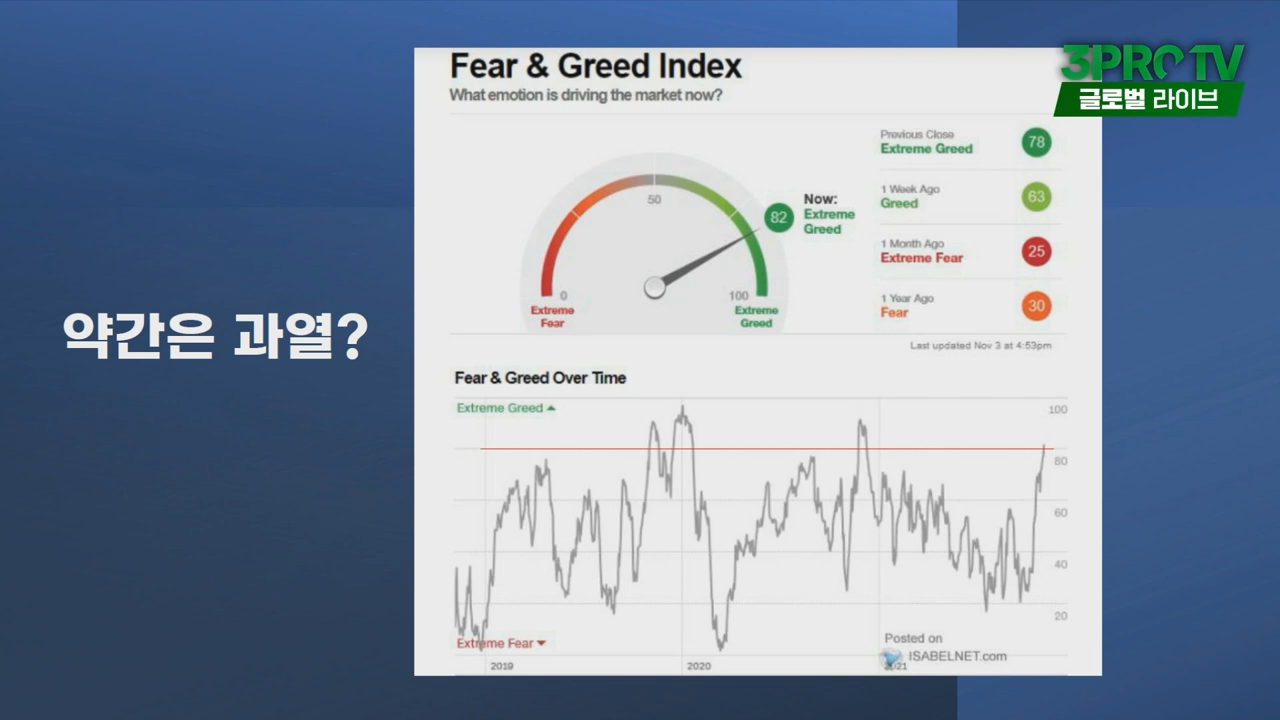 3PROTV
글로벌 라이브
약간은 과열?
Fear & Greed Index
What emotion is driving the market now?
50
0
100
Extreme
Fear
Extreme
Greed
82
Now:
Extreme
Greed
Previous Close
Extreme Greed
78
1 Week Ago
Greed
63
1 Month Ago
Extreme Fear
25
1 Year Ago
Fear
30
Last updated Nov 3 at 4:53pm
Fear & Greed Over Time
Extreme Greed ▲
100
80
60
40
20
Extreme Fear ▼
Posted on
ISABELNET.com
2019
2020
2021